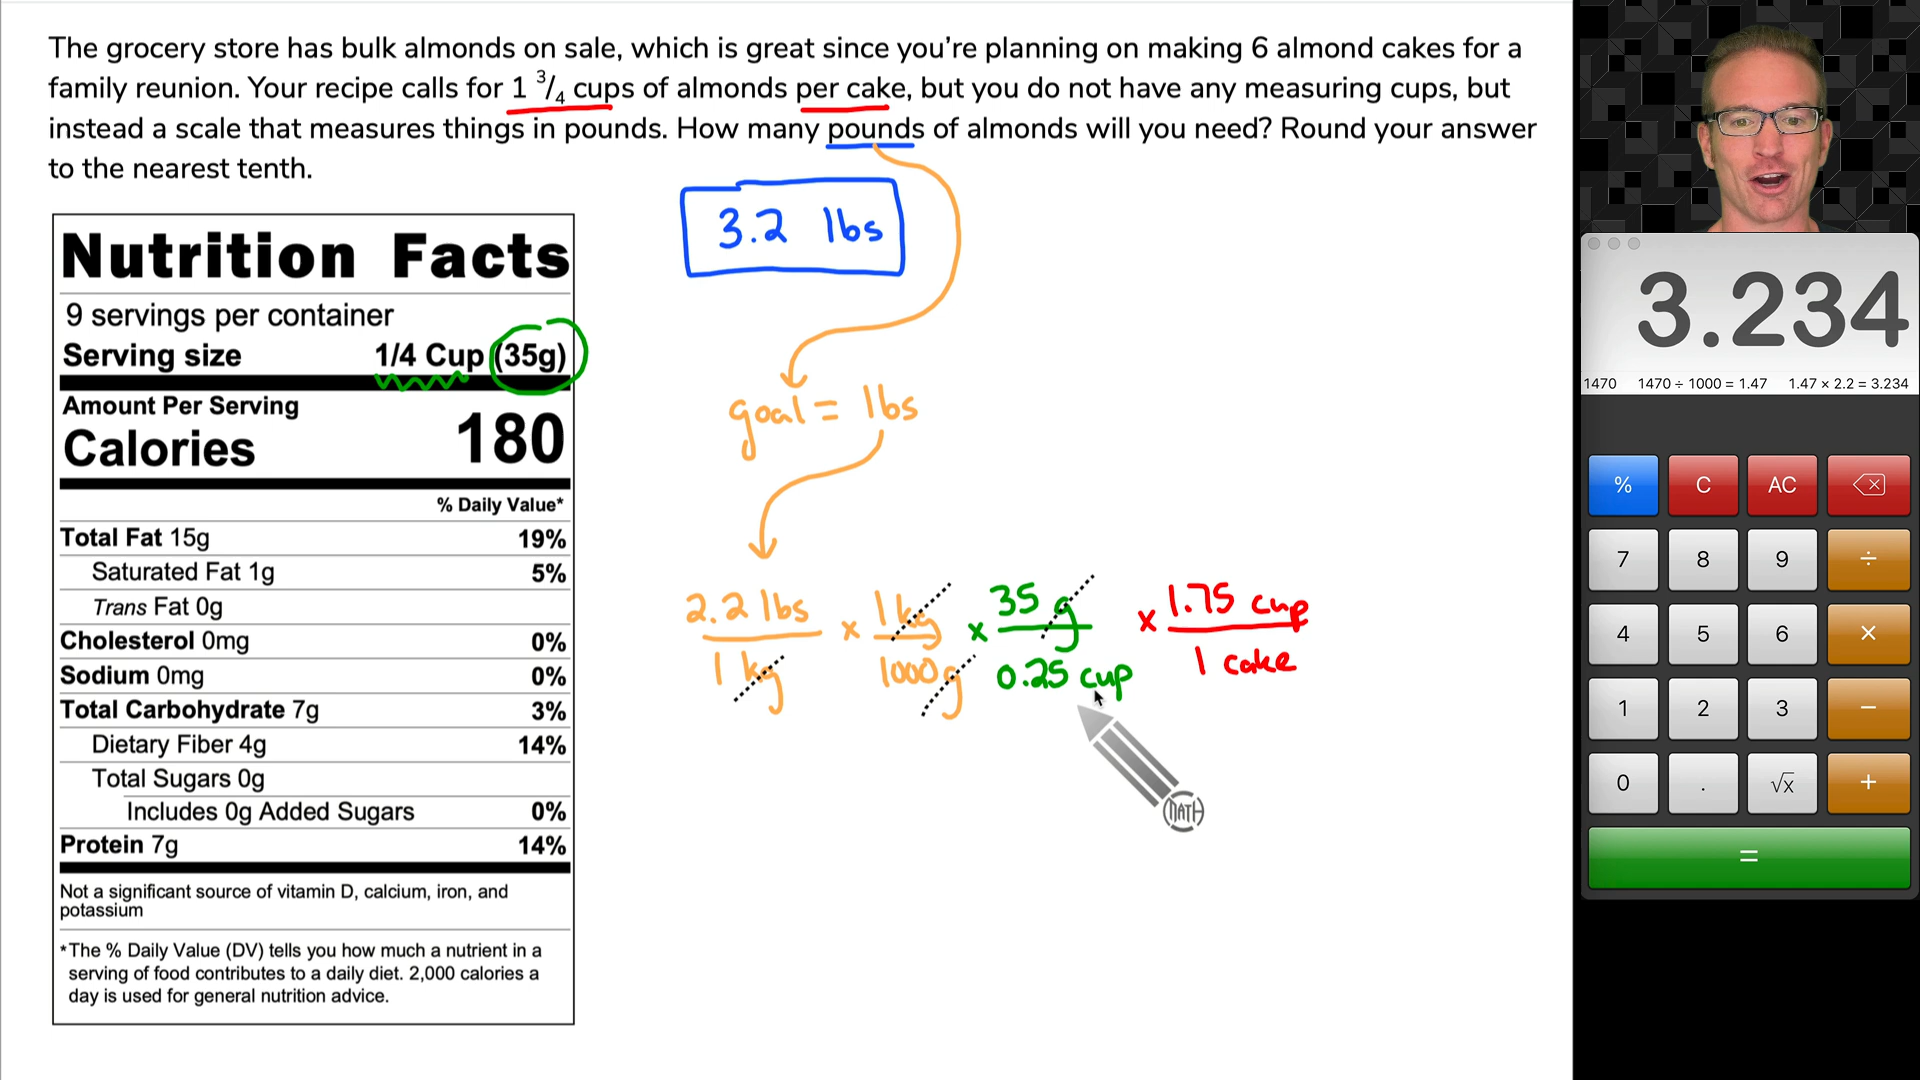 The grocery store has bulk almonds on sale, which is great since you’re planning on making 6 almond cakes for a
family reunion. Your recipe calls for 1 3/4 cups of almonds per cake, but you do not have any measuring cups, but
instead a scale that measures things in pounds. How many pounds of almonds will you need? Round your answer
to the nearest tenth.
3.2 lbs
goal = lbs
2.2 lbs / 1 kg × 1 kg / 1000g × 35 g / 0.25 cup × 1.75 cup / 1 cake
MATH
Nutrition Facts
9 servings per container
Serving size 1/4 Cup (35g)
Amount Per Serving
Calories 180
% Daily Value*
Total Fat 15g 19%
Saturated Fat 1g 5%
Trans Fat 0g
Cholesterol 0mg 0%
Sodium 0mg 0%
Total Carbohydrate 7g 3%
Dietary Fiber 4g 14%
Total Sugars 0g
Includes 0g Added Sugars 0%
Protein 7g 14%
Not a significant source of vitamin D, calcium, iron, and
potassium
*The % Daily Value (DV) tells you how much a nutrient in a
serving of food contributes to a daily diet. 2,000 calories a
day is used for general nutrition advice.
3.234
1470 1470 ÷ 1000 = 1.47 1.47 × 2.2 = 3.234
% C AC
7 8 9 ÷
4 5 6 ×
1 2 3 −
0 . √x +
=